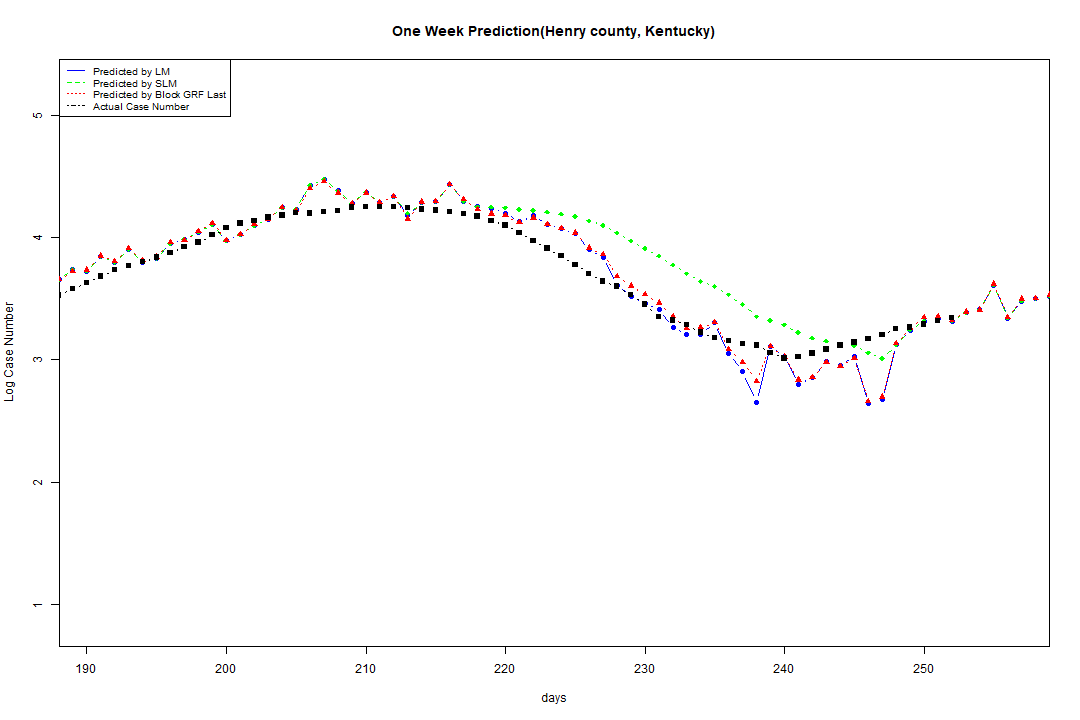 One Week Prediction(Henry county, Kentucky)
Predicted by LM
Predicted by SLM
Predicted by Block GRF Last
Actual Case Number
5
4
3
2
1
Log Case Number
190 200 210 220 230 240 250
days